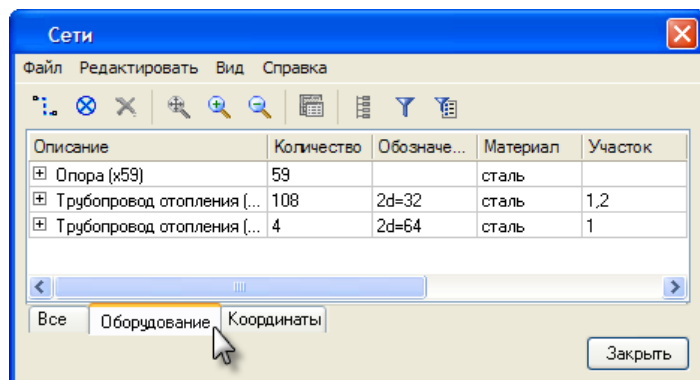 Сети
Файл Редактировать Вид Справка
Описание Количество Обозначе... Материал Участок
Опора (x59) 59 сталь
Трубопровод отопления (... 108 2d=32 сталь 1,2
Трубопровод отопления (... 4 2d=64 сталь 1
Все Оборудование Координаты
Закрыть